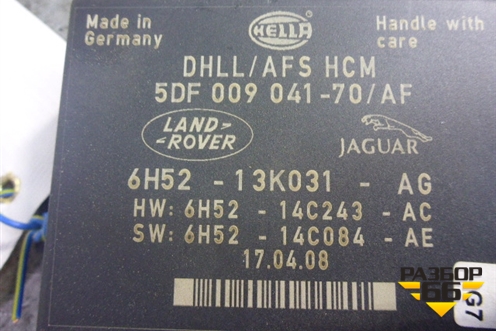 Made in
Germany
HELLA
Handle with
care
DHLL/AFS HCM
5DF 009 041-70/AF
LAND-
-ROVER
JAGUAR
6H52 - 13K031 - AG
HW: 6H52 - 14C243 - AC
SW: 6H52 - 14C084 - AE
17.04.08
G7
РАЗБОР
66